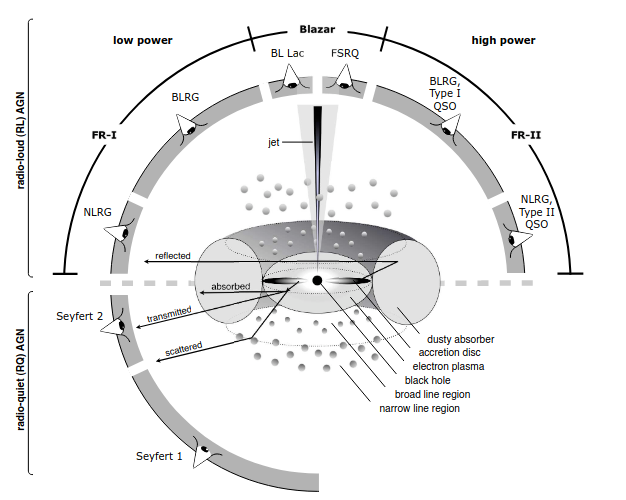 Blazar
low power
high power
BL Lac
FSRQ
BLRG
BLRG,
Type I
QSO
radio-loud (RL) AGN
FR-I
FR-II
jet
NLRG
NLRG,
Type II
QSO
reflected
absorbed
transmitted
scattered
Seyfert 2
dusty absorber
accretion disc
electron plasma
black hole
broad line region
narrow line region
radio-quiet (RQ) AGN
Seyfert 1